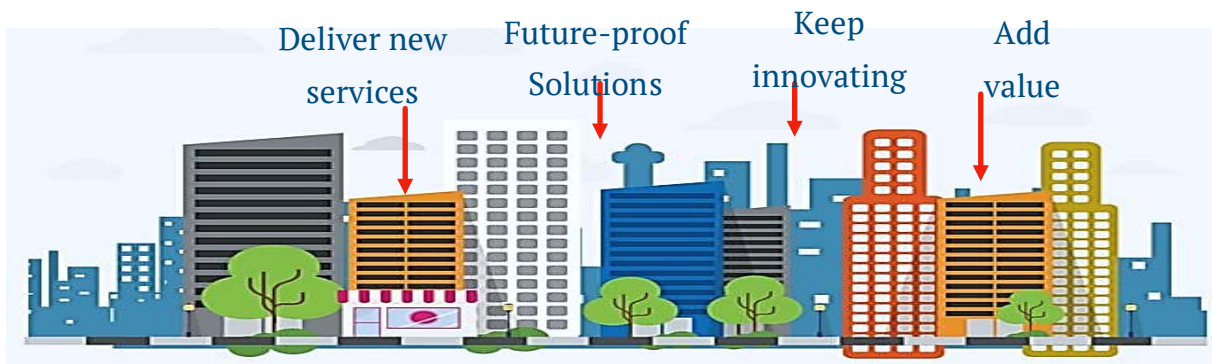 Deliver new
services
Future-proof
Solutions
Keep
innovating
Add
value